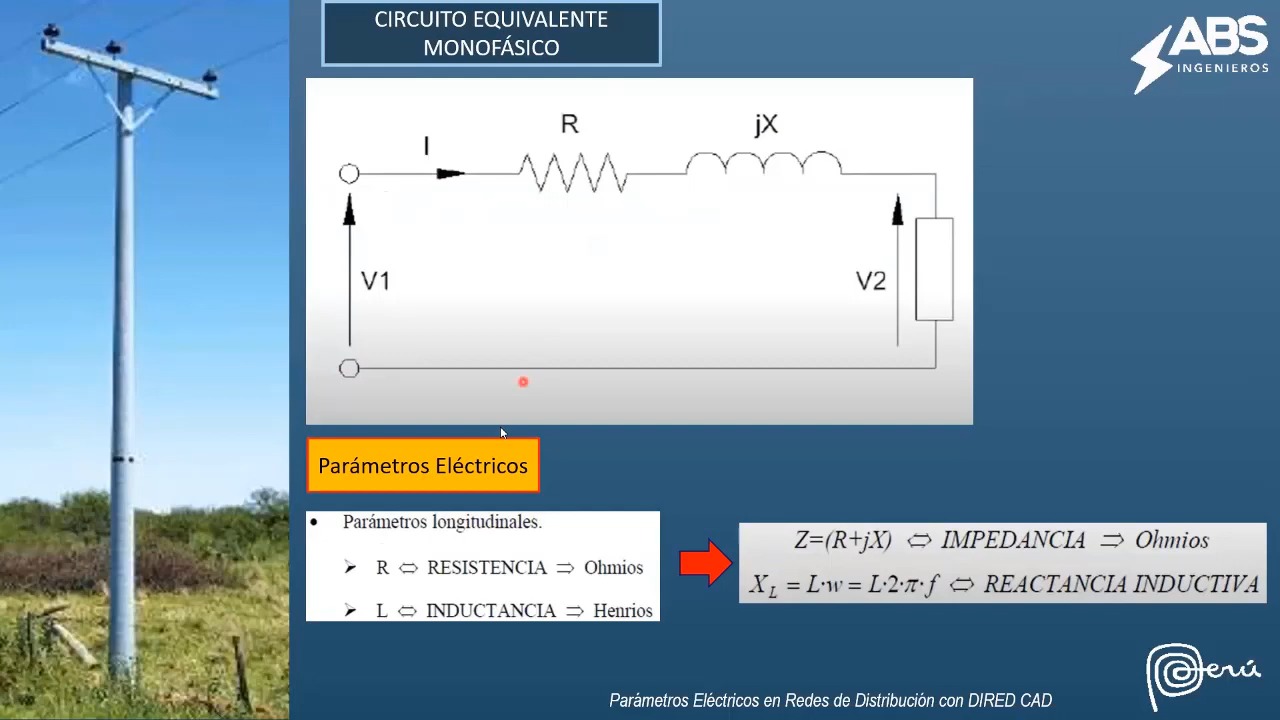 CIRCUITO EQUIVALENTE
MONOFÁSICO
ABS
INGENIEROS
R
jX
I
V1
V2
Parámetros Eléctricos
• Parámetros longitudinales.
➤ R ⇔ RESISTENCIA ⇒ Ohmios
➤ L ⇔ INDUCTANCIA ⇒ Henrios
Z=(R+jX) ⇔ IMPEDANCIA ⇒ Ohmios
X_L = L·w = L·2·π·f ⇔ REACTANCIA INDUCTIVA
Perú
Parámetros Eléctricos en Redes de Distribución con DIRED CAD